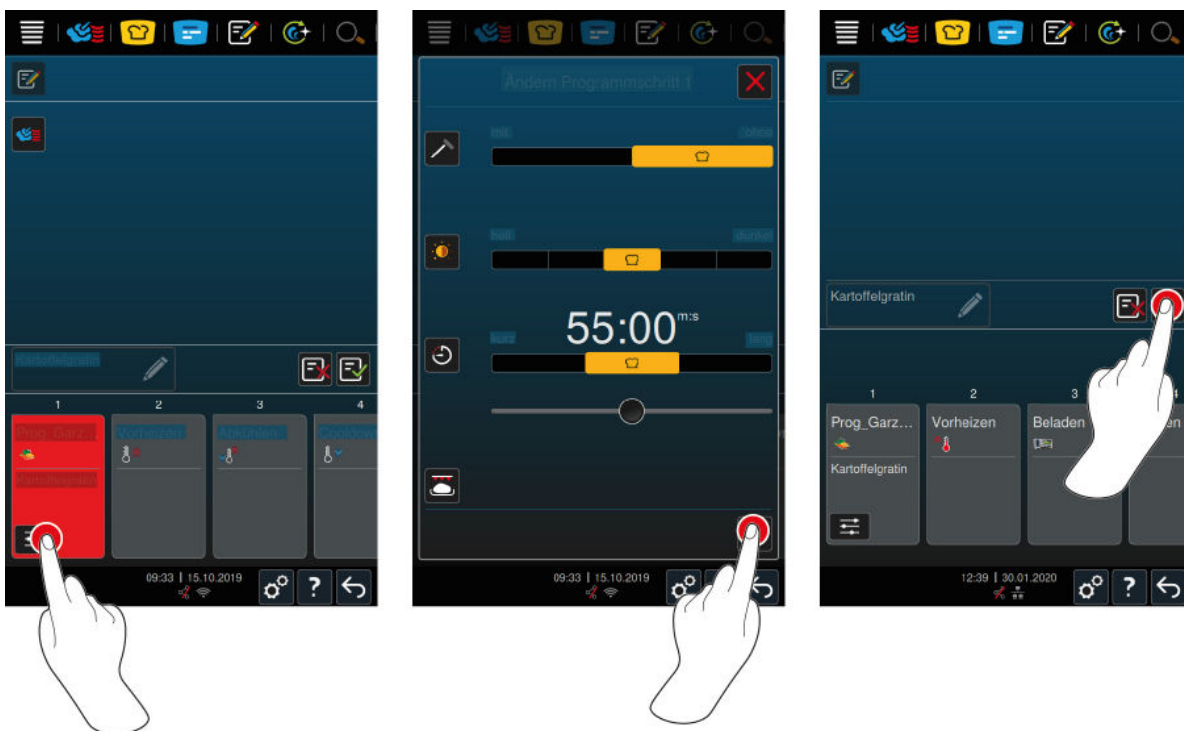 Kartoffelgratin
1 2 3 4
Prog_Garz... Vorheizen Abkühlen Cooldown
Kartoffelgratin
09:33 | 15.10.2019
?
Ändern Programmschritt 1
mit ohne
hell dunkel
55:00 m:s
kurz lang
09:33 | 15.10.2019
Kartoffelgratin
1 2 3 4
Prog_Garz... Vorheizen Beladen
Kartoffelgratin
12:39 | 30.01.2020
?